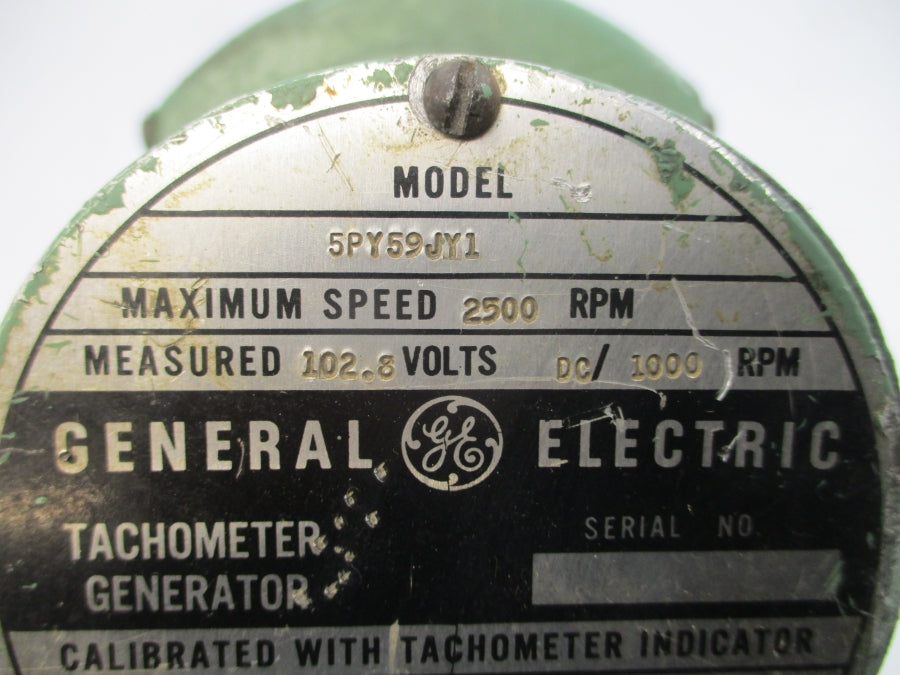 MODEL
5PY59JY1
MAXIMUM SPEED 2500 RPM
MEASURED 102.8 VOLTS DC/ 1000 RPM
GENERAL GE ELECTRIC
TACHOMETER
GENERATOR
SERIAL NO.
CALIBRATED WITH TACHOMETER INDICATOR